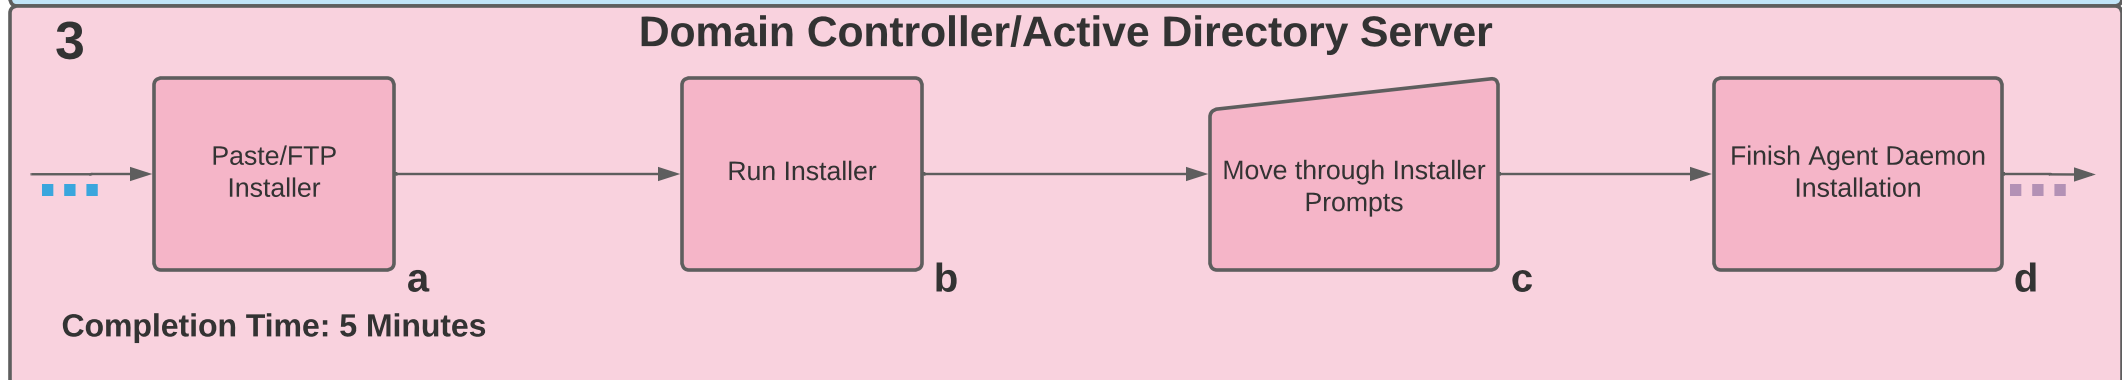 3
Domain Controller/Active Directory Server
Paste/FTP
Installer
a
Run Installer
b
Move through Installer
Prompts
c
Finish Agent Daemon
Installation
d
Completion Time: 5 Minutes